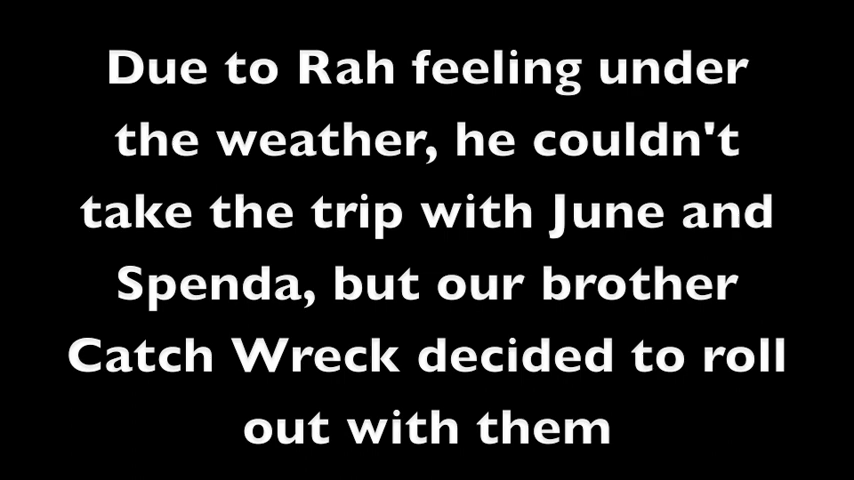 Due to Rah feeling under
the weather, he couldn't
take the trip with June and
Spenda, but our brother
Catch Wreck decided to roll
out with them